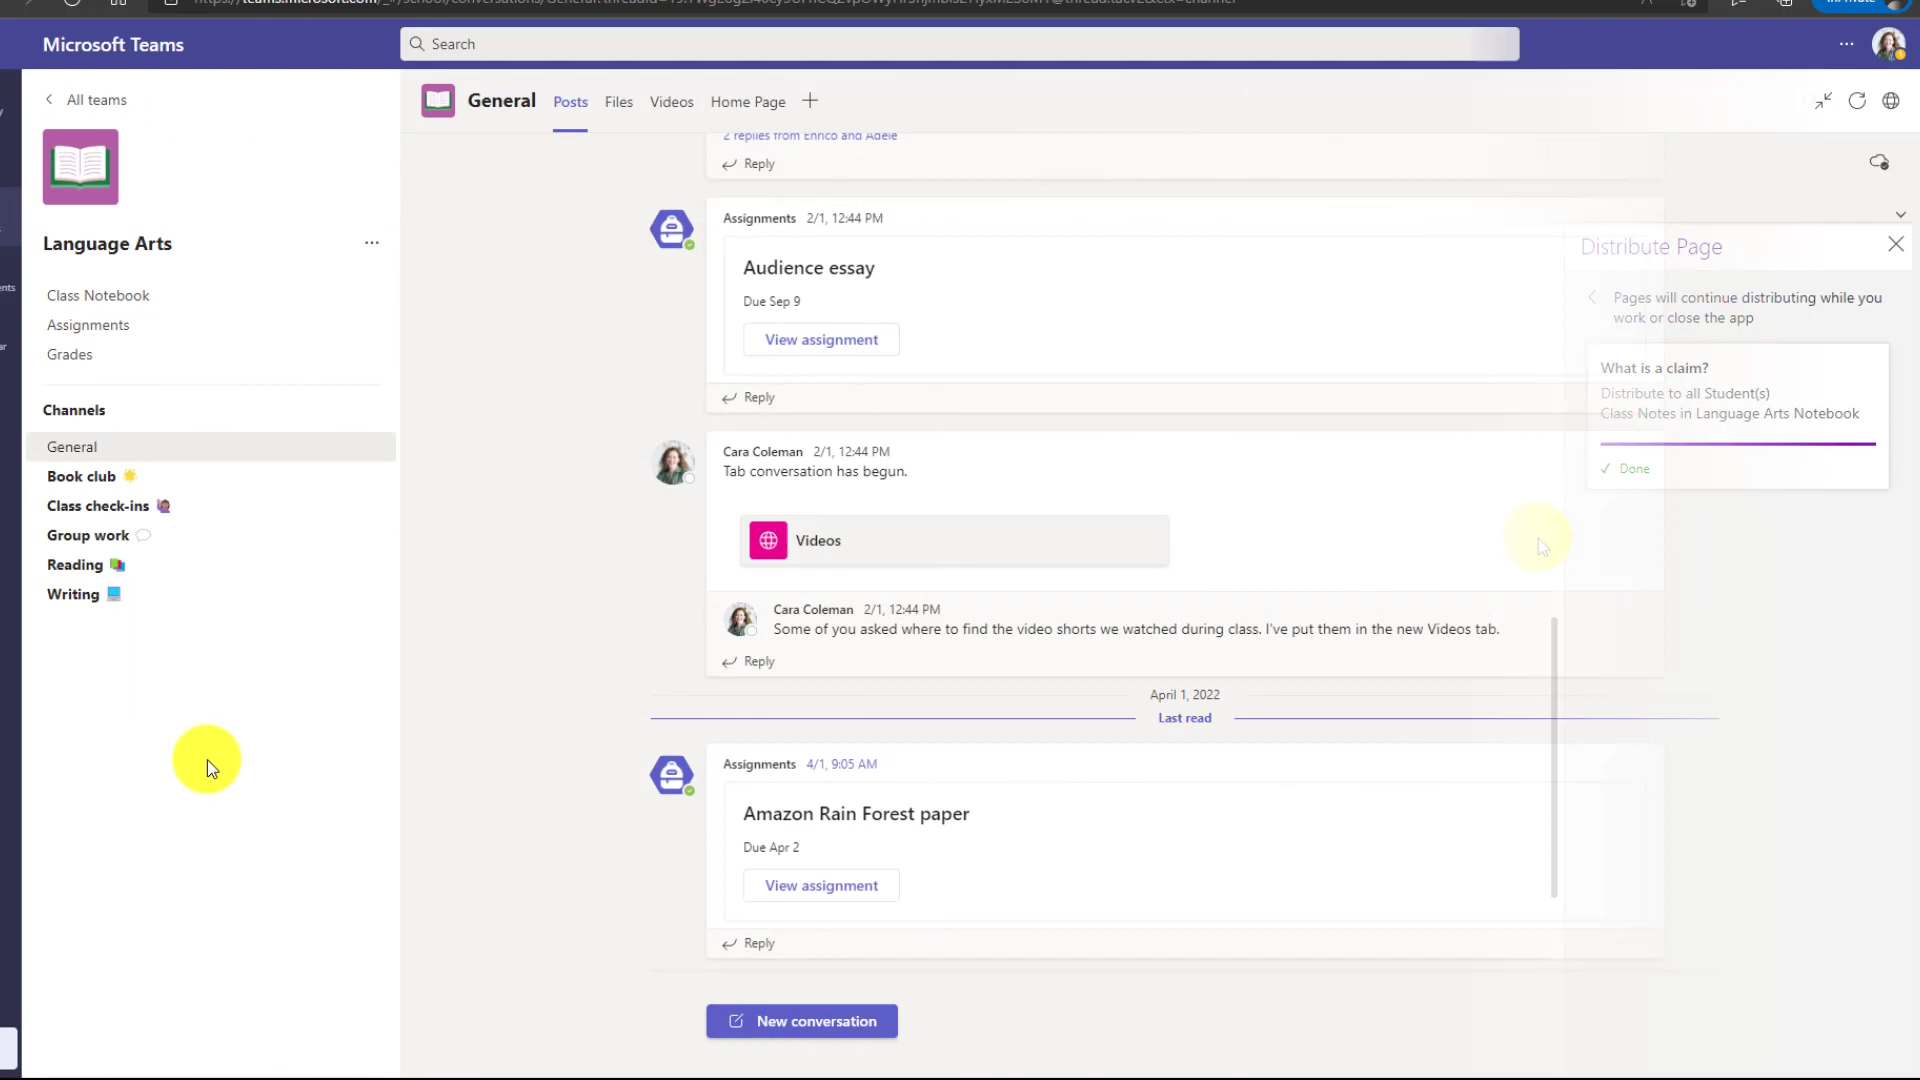 Microsoft Teams
Search
All teams
Language Arts
Class Notebook
Assignments
Grades
Channels
General
Book club
Class check-ins
Group work
Reading
Writing
General
Posts
Files
Videos
Home Page
2 replies from Enrico and Adele
Reply
Assignments 2/1, 12:44 PM
Audience essay
Due Sep 9
View assignment
Reply
Cara Coleman 2/1, 12:44 PM
Tab conversation has begun.
Videos
Cara Coleman 2/1, 12:44 PM
Some of you asked where to find the video shorts we watched during class. I've put them in the new Videos tab.
Reply
April 1, 2022
Last read
Assignments 4/1, 9:05 AM
Amazon Rain Forest paper
Due Apr 2
View assignment
Reply
New conversation
Distribute Page
Pages will continue distributing while you
work or close the app
What is a claim?
Distribute to all Student(s)
Class Notes in Language Arts Notebook
Done